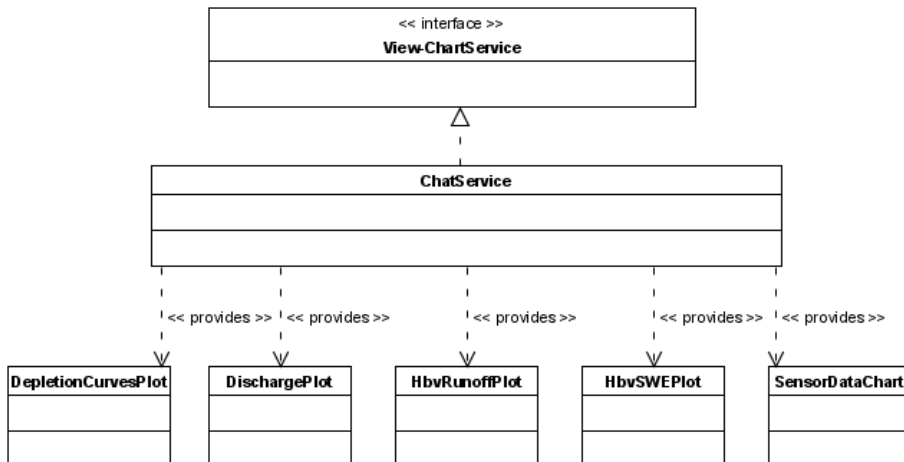 << interface >>
View-ChartService
ChatService
<< provides >> << provides >> << provides >> << provides >> << provides >>
DepletionCurvesPlot DischargePlot HbvRunoffPlot HbvSWEPlot SensorDataChart